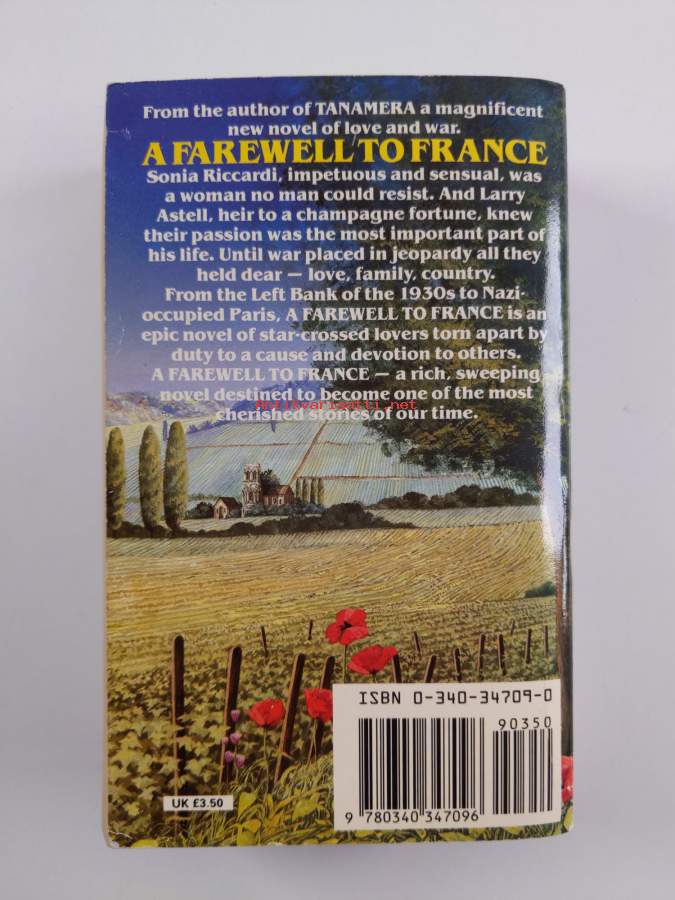 From the author of TANAMERA a magnificent
new novel of love and war.
A FAREWELL TO FRANCE
Sonia Riccardi, impetuous and sensual, was
a woman no man could resist. And Larry
Astell, heir to a champagne fortune, knew
their passion was the most important part of
his life. Until war placed in jeopardy all they
held dear — love, family, country.
From the Left Bank of the 1930s to Nazi-
occupied Paris, A FAREWELL TO FRANCE is an
epic novel of star-crossed lovers torn apart by
duty to a cause and devotion to others.
A FAREWELL TO FRANCE — a rich, sweeping
novel destined to become one of the most
Antikvariaatti.net
cherished stories of our time.
ISBN 0-340-34709-0
90350
9 780340 347096
UK £3.50